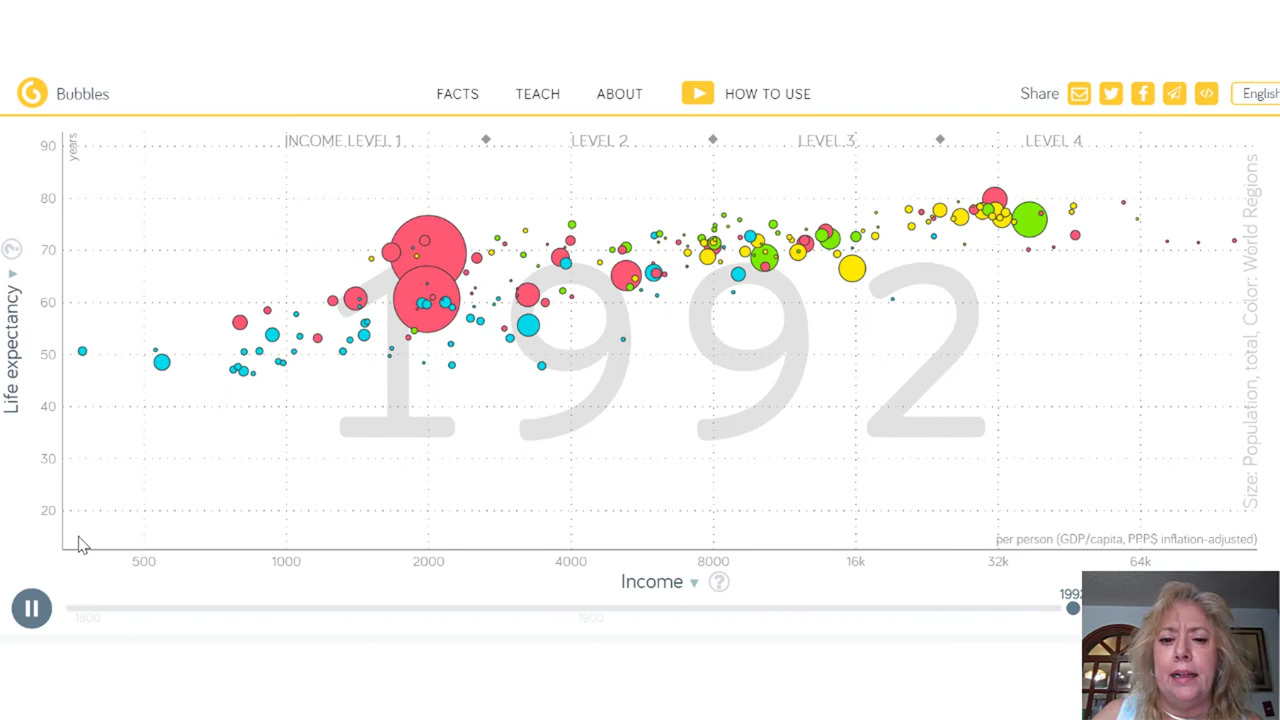 Bubbles
FACTS TEACH ABOUT HOW TO USE
Share
English
INCOME LEVEL 1 LEVEL 2 LEVEL 3 LEVEL 4
years
90
80
70
60
50
40
30
20
Life expectancy
?
1992
Size: Population, total, Color: World Regions
per person (GDP/capita, PPP$ inflation-adjusted)
500 1000 2000 4000 8000 16k 32k 64k
Income ?
1992
1800 1900